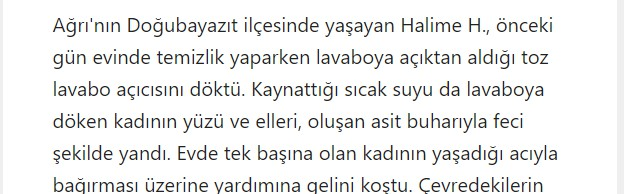 Ağrı'nın Doğubayazıt ilçesinde yaşayan Halime H., önceki
gün evinde temizlik yaparken lavaboya açıktan aldığı toz
lavabo açıcısını döktü. Kaynattığı sıcak suyu da lavaboya
döken kadının yüzü ve elleri, oluşan asit buharıyla feci
şekilde yandı. Evde tek başına olan kadının yaşadığı acıyla
bağırması üzerine yardımına gelini koştu. Çevredekilerin